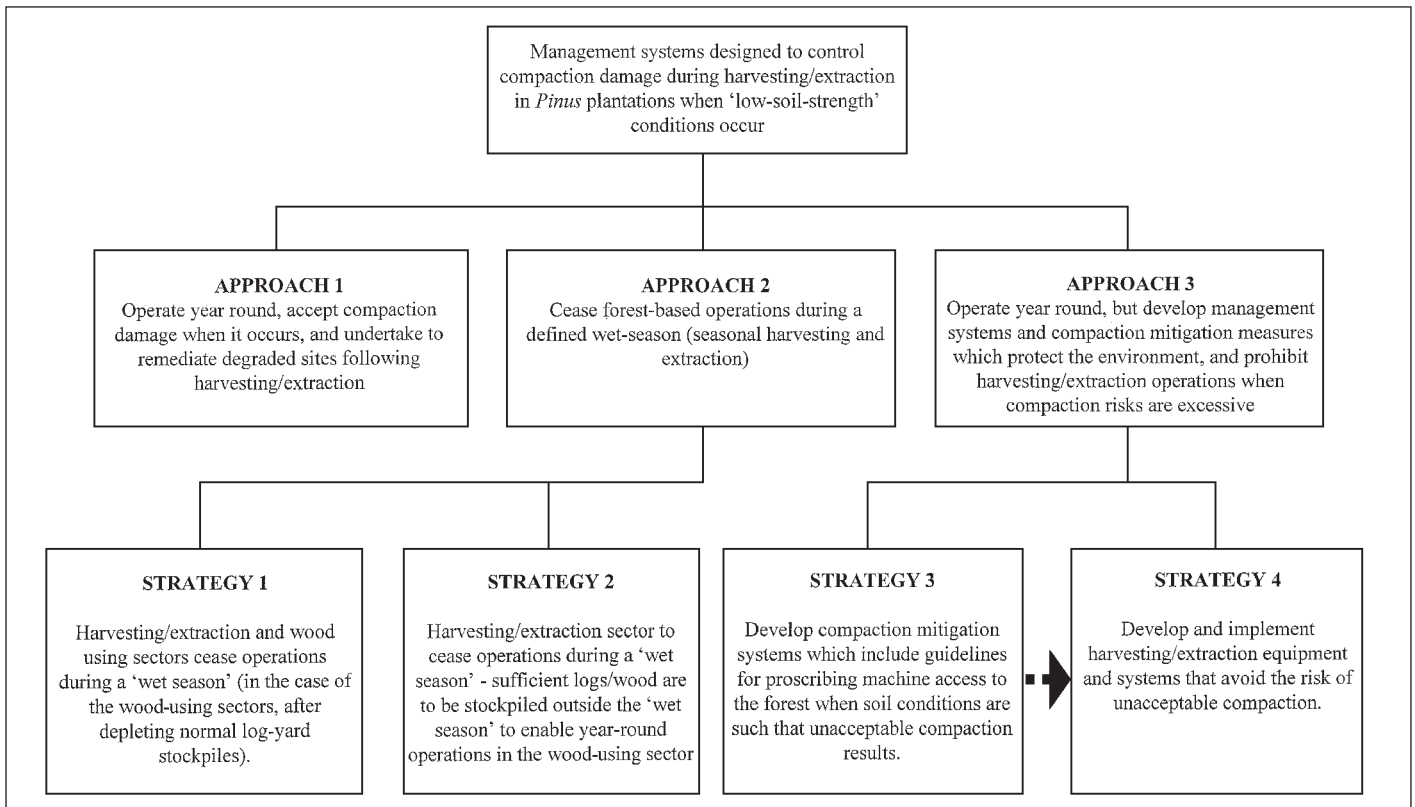 Management systems designed to control
compaction damage during harvesting/extraction
in Pinus plantations when ‘low-soil-strength’
conditions occur
APPROACH 1
Operate year round, accept compaction
damage when it occurs, and undertake to
remediate degraded sites following
harvesting/extraction
APPROACH 2
Cease forest-based operations during a
defined wet-season (seasonal harvesting and
extraction)
APPROACH 3
Operate year round, but develop management
systems and compaction mitigation measures
which protect the environment, and prohibit
harvesting/extraction operations when
compaction risks are excessive
STRATEGY 1
Harvesting/extraction and wood
using sectors cease operations
during a ‘wet season’ (in the case of
the wood-using sectors, after
depleting normal log-yard
stockpiles).
STRATEGY 2
Harvesting/extraction sector to
cease operations during a ‘wet
season’ - sufficient logs/wood are
to be stockpiled outside the ‘wet
season’ to enable year-round
operations in the wood-using sector
STRATEGY 3
Develop compaction mitigation
systems which include guidelines
for proscribing machine access to
the forest when soil conditions are
such that unacceptable compaction
results.
STRATEGY 4
Develop and implement
harvesting/extraction equipment
and systems that avoid the risk of
unacceptable compaction.